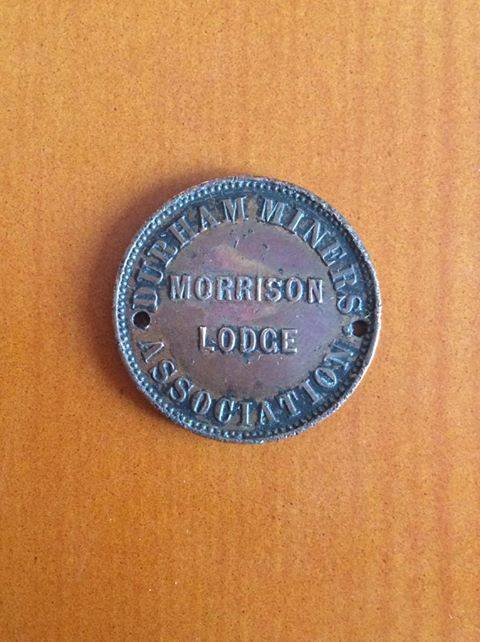 DURHAM MINERS
MORRISON
LODGE
ASSOCIATION